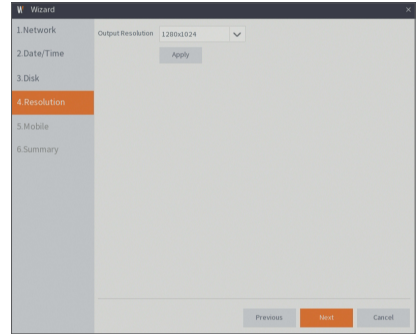 Wizard
1.Network
Output Resolution 1280x1024
2.Date/Time
Apply
3.Disk
4.Resolution
5.Mobile
6.Summary
Previous Next Cancel